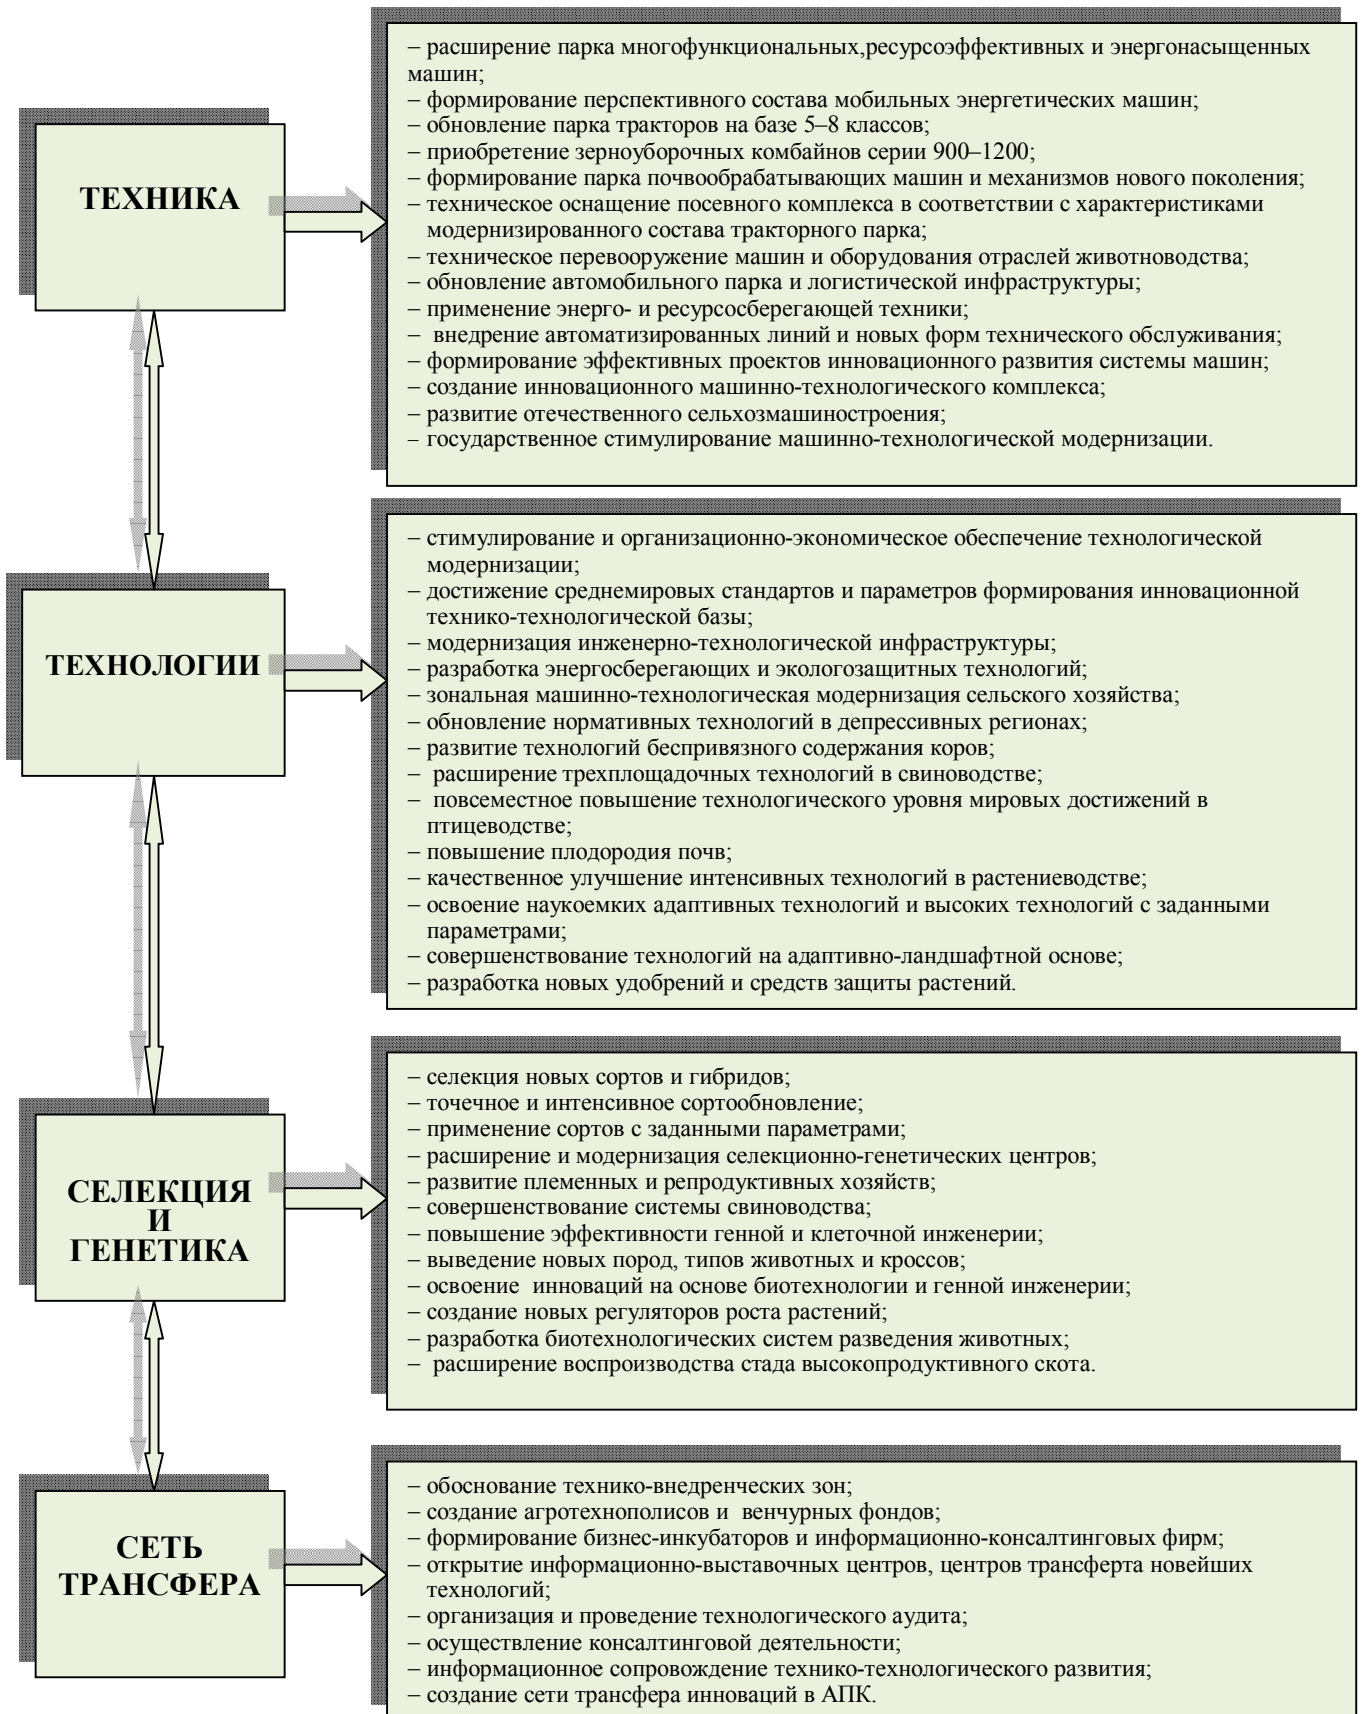 ТЕХНИКА
– расширение парка многофункциональных,ресурсоэффективных и энергонасыщенных
машин;
– формирование перспективного состава мобильных энергетических машин;
– обновление парка тракторов на базе 5–8 классов;
– приобретение зерноуборочных комбайнов серии 900–1200;
– формирование парка почвообрабатывающих машин и механизмов нового поколения;
– техническое оснащение посевного комплекса в соответствии с характеристиками
модернизированного состава тракторного парка;
– техническое перевооружение машин и оборудования отраслей животноводства;
– обновление автомобильного парка и логистической инфраструктуры;
– применение энерго- и ресурсосберегающей техники;
– внедрение автоматизированных линий и новых форм технического обслуживания;
– формирование эффективных проектов инновационного развития системы машин;
– создание инновационного машинно-технологического комплекса;
– развитие отечественного сельхозмашиностроения;
– государственное стимулирование машинно-технологической модернизации.
ТЕХНОЛОГИИ
– стимулирование и организационно-экономическое обеспечение технологической
модернизации;
– достижение среднемировых стандартов и параметров формирования инновационной
технико-технологической базы;
– модернизация инженерно-технологической инфраструктуры;
– разработка энергосберегающих и экологозащитных технологий;
– зональная машинно-технологическая модернизация сельского хозяйства;
– обновление нормативных технологий в депрессивных регионах;
– развитие технологий беспривязного содержания коров;
– расширение трехплощадочных технологий в свиноводстве;
– повсеместное повышение технологического уровня мировых достижений в
птицеводстве;
– повышение плодородия почв;
– качественное улучшение интенсивных технологий в растениеводстве;
– освоение наукоемких адаптивных технологий и высоких технологий с заданными
параметрами;
– совершенствование технологий на адаптивно-ландшафтной основе;
– разработка новых удобрений и средств защиты растений.
СЕЛЕКЦИЯ
И
ГЕНЕТИКА
– селекция новых сортов и гибридов;
– точечное и интенсивное сортообновление;
– применение сортов с заданными параметрами;
– расширение и модернизация селекционно-генетических центров;
– развитие племенных и репродуктивных хозяйств;
– совершенствование системы свиноводства;
– повышение эффективности генной и клеточной инженерии;
– выведение новых пород, типов животных и кроссов;
– освоение инноваций на основе биотехнологии и генной инженерии;
– создание новых регуляторов роста растений;
– разработка биотехнологических систем разведения животных;
– расширение воспроизводства стада высокопродуктивного скота.
СЕТЬ
ТРАНСФЕРА
– обоснование технико-внедренческих зон;
– создание агротехнополисов и венчурных фондов;
– формирование бизнес-инкубаторов и информационно-консалтинговых фирм;
– открытие информационно-выставочных центров, центров трансферта новейших
технологий;
– организация и проведение технологического аудита;
– осуществление консалтинговой деятельности;
– информационное сопровождение технико-технологического развития;
– создание сети трансфера инноваций в АПК.